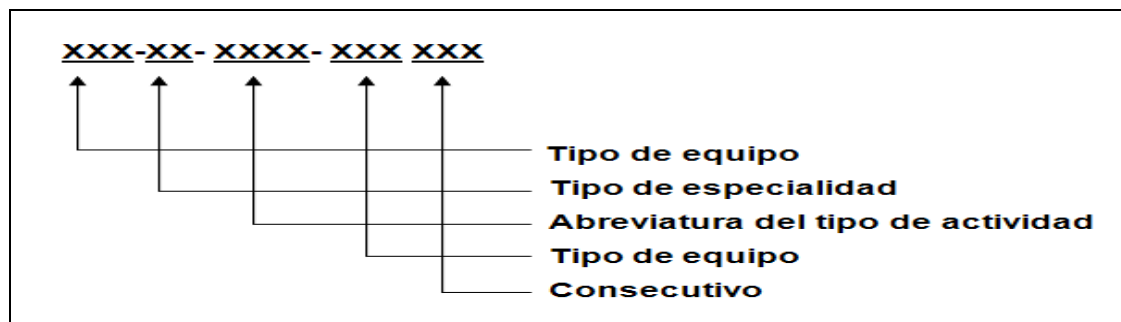 XXX-XX- XXXX- XXX XXX
Tipo de equipo
Tipo de especialidad
Abreviatura del tipo de actividad
Tipo de equipo
Consecutivo